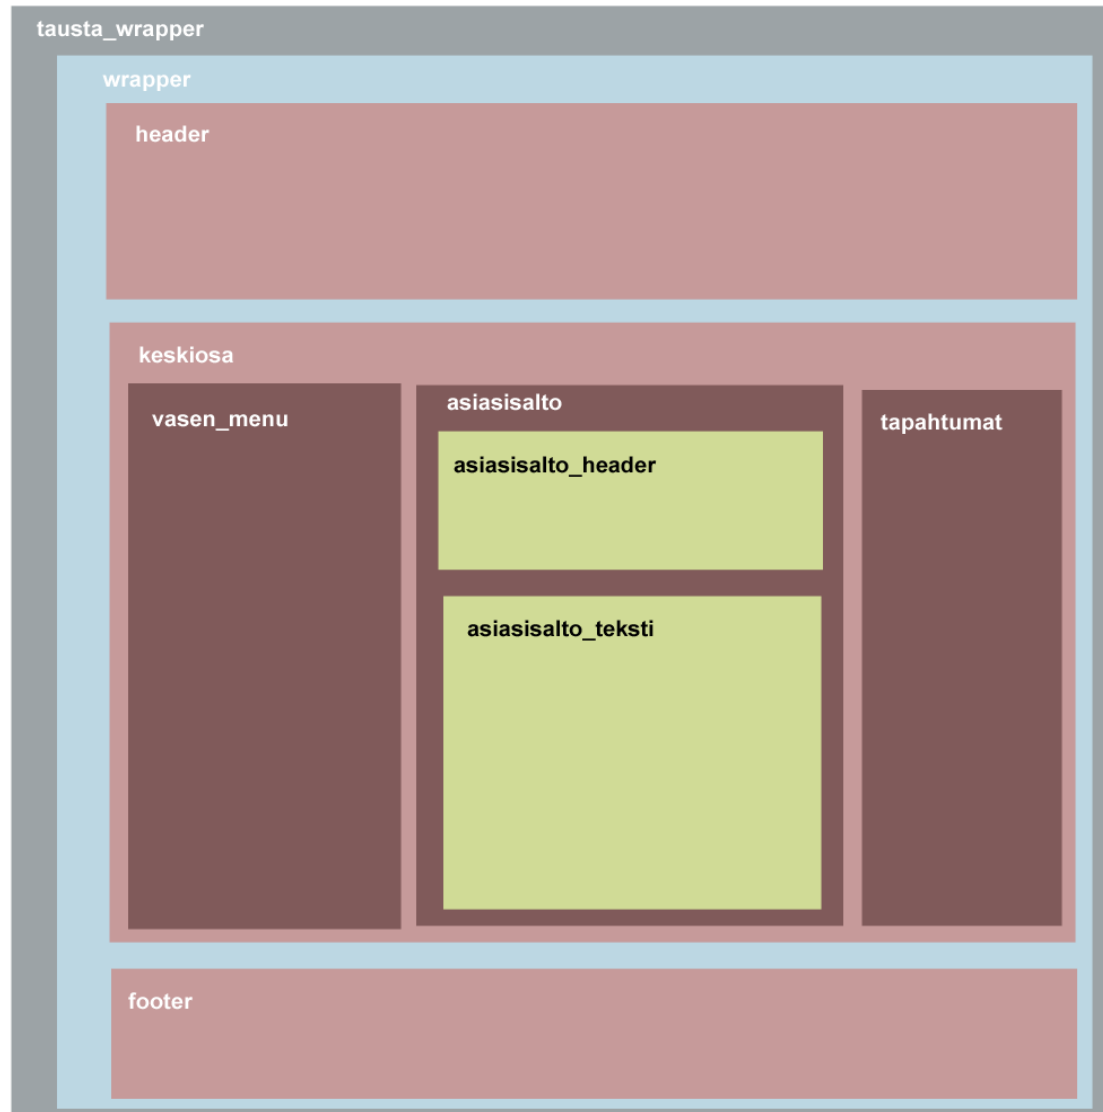 tausta_wrapper
wrapper
header
keskiosa
vasen_menu
asiasisalto
asiasisalto_header
asiasisalto_teksti
tapahtumat
footer